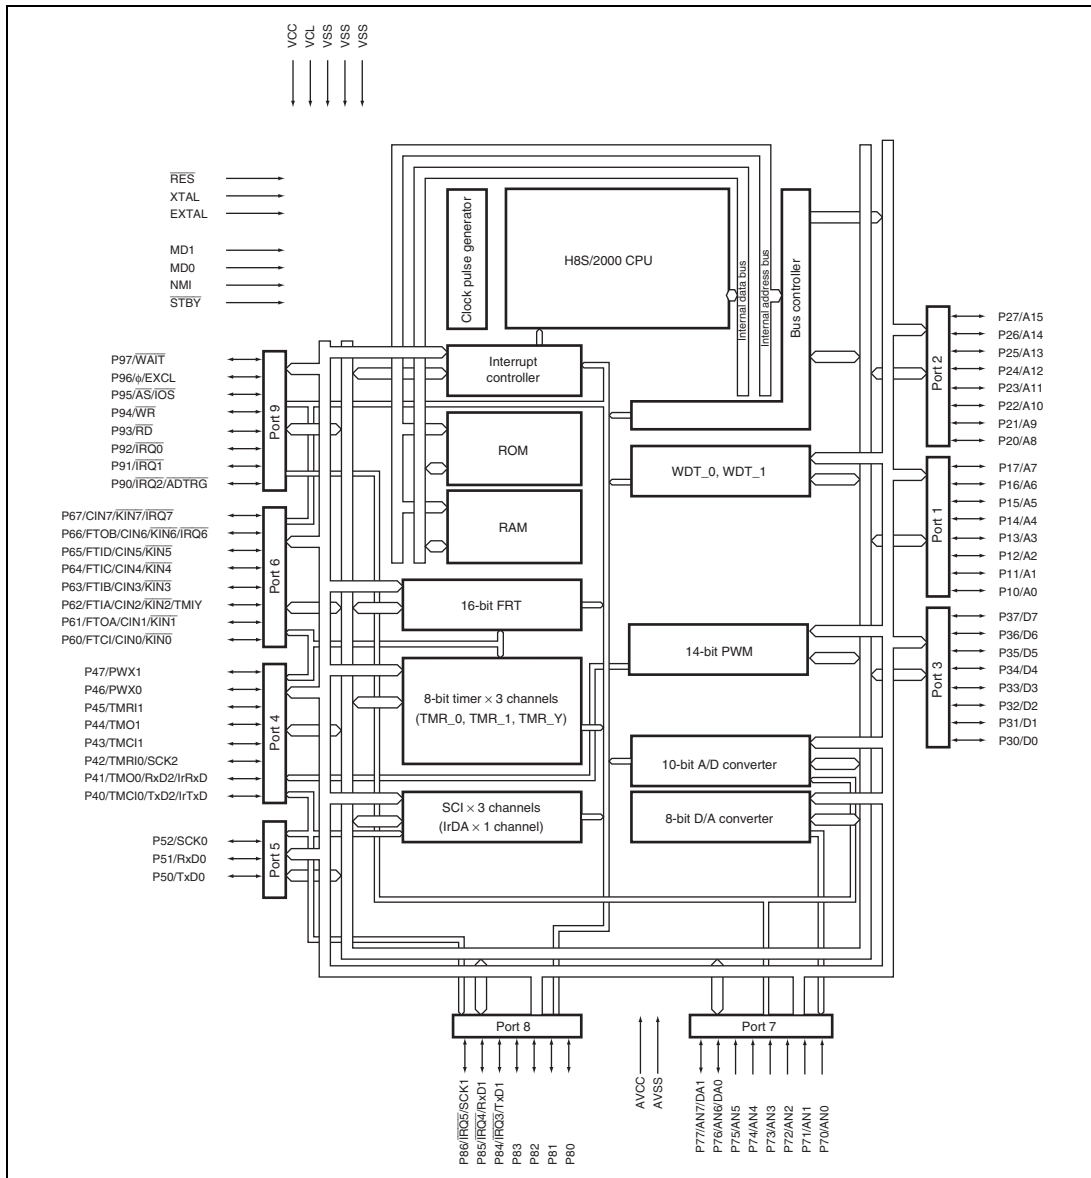 VCC
VCL
VSS
VSS
VSS
RES
XTAL
EXTAL
MD1
MD0
NMI
STBY
Clock pulse generator
H8S/2000 CPU
Internal data bus
Internal address bus
Bus controller
Interrupt
controller
ROM
RAM
WDT_0, WDT_1
16-bit FRT
14-bit PWM
8-bit timer × 3 channels
(TMR_0, TMR_1, TMR_Y)
10-bit A/D converter
SCI × 3 channels
(IrDA × 1 channel)
8-bit D/A converter
P97/WAIT
P96/ϕ/EXCL
P95/AS/IOS
P94/WR
P93/RD
P92/IRQ0
P91/IRQ1
P90/IRQ2/ADTRG
Port 9
P67/CIN7/KIN7/IRQ7
P66/FTOB/CIN6/KIN6/IRQ6
P65/FTID/CIN5/KIN5
P64/FTIC/CIN4/KIN4
P63/FTIB/CIN3/KIN3
P62/FTIA/CIN2/KIN2/TMIY
P61/FTOA/CIN1/KIN1
P60/FTCI/CIN0/KIN0
Port 6
P47/PWX1
P46/PWX0
P45/TMRI1
P44/TMO1
P43/TMCI1
P42/TMRI0/SCK2
P41/TMO0/RxD2/IrRxD
P40/TMCI0/TxD2/IrTxD
Port 4
P52/SCK0
P51/RxD0
P50/TxD0
Port 5
Port 2
P27/A15
P26/A14
P25/A13
P24/A12
P23/A11
P22/A10
P21/A9
P20/A8
Port 1
P17/A7
P16/A6
P15/A5
P14/A4
P13/A3
P12/A2
P11/A1
P10/A0
Port 3
P37/D7
P36/D6
P35/D5
P34/D4
P33/D3
P32/D2
P31/D1
P30/D0
Port 8
P86/IRQ5/SCK1
P85/IRQ4/RxD1
P84/IRQ3/TxD1
P83
P82
P81
P80
AVCC
AVSS
Port 7
P77/AN7/DA1
P76/AN6/DA0
P75/AN5
P74/AN4
P73/AN3
P72/AN2
P71/AN1
P70/AN0